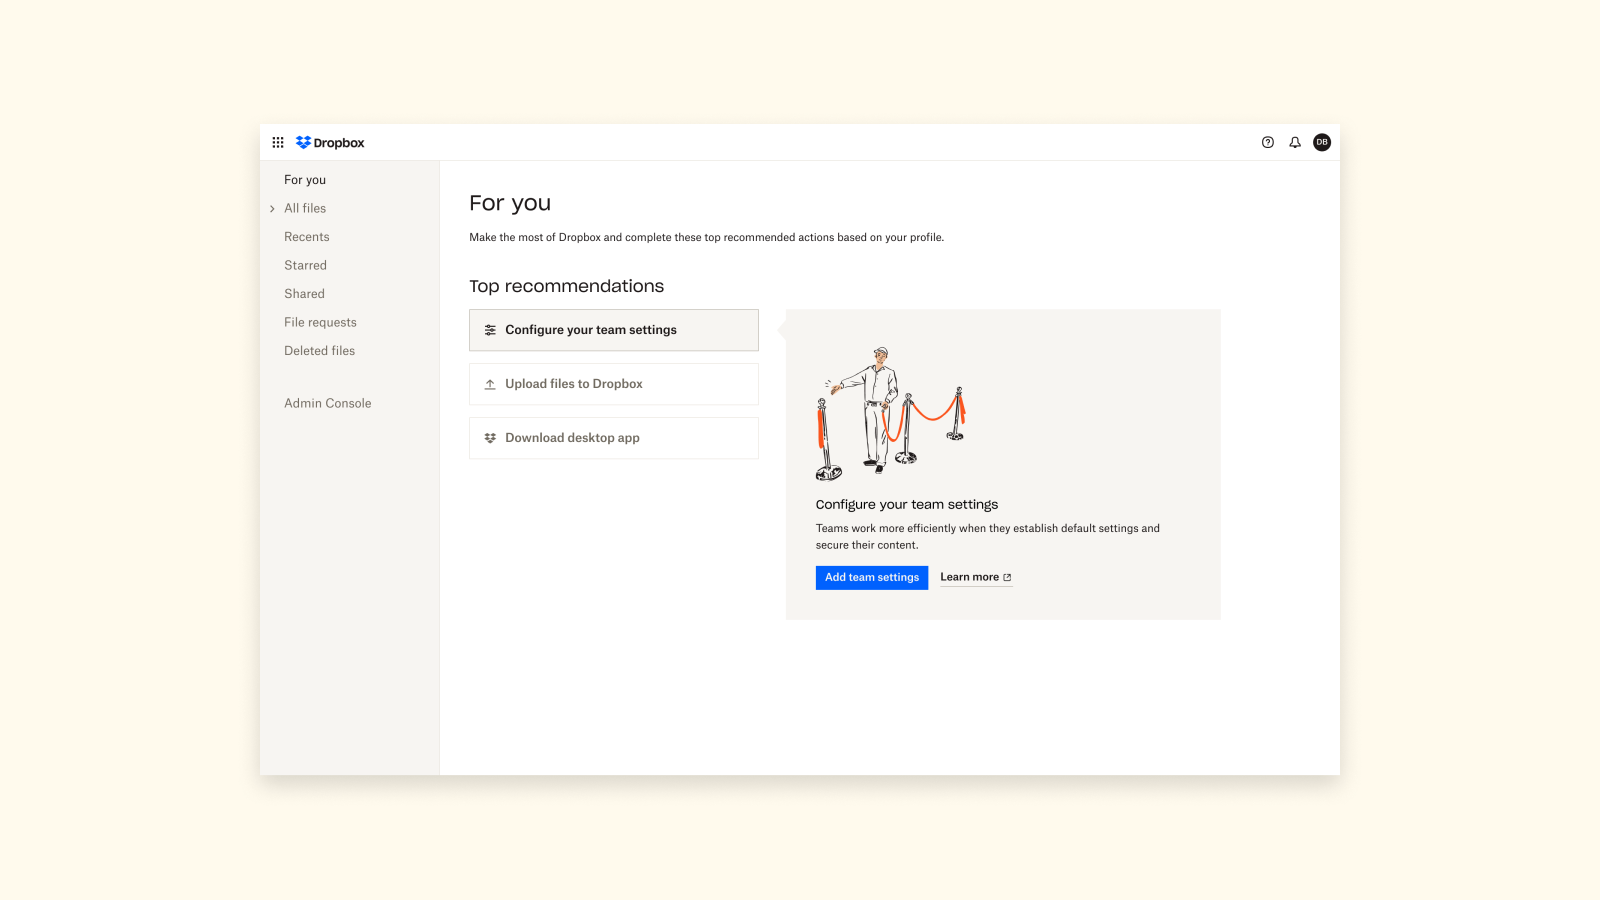 Dropbox
DB
For you
All files
Recents
Starred
Shared
File requests
Deleted files
Admin Console
For you
Make the most of Dropbox and complete these top recommended actions based on your profile.
Top recommendations
Configure your team settings
Upload files to Dropbox
Download desktop app
Configure your team settings
Teams work more efficiently when they establish default settings and
secure their content.
Add team settings
Learn more